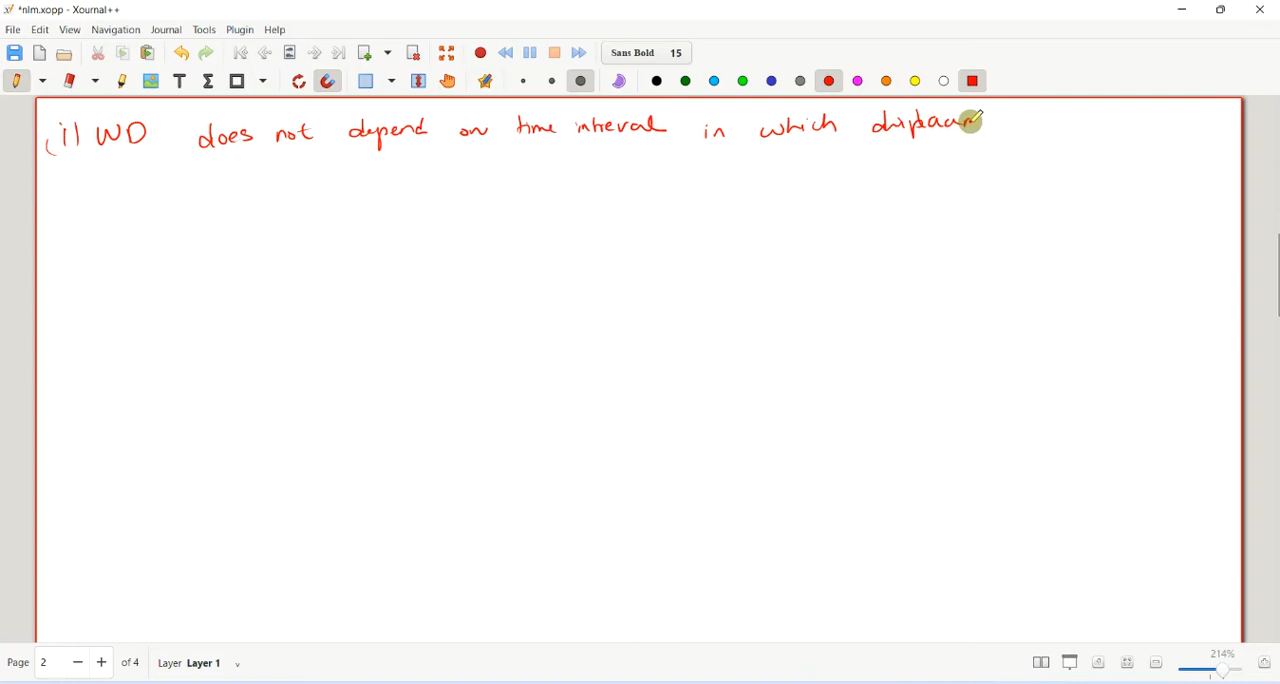 *nlm.xopp - Xournal++
File Edit View Navigation Journal Tools Plugin Help
Sans Bold 15
(i) WD does not depend on time interval in which
Page 2 of 4 Layer Layer 1
214%